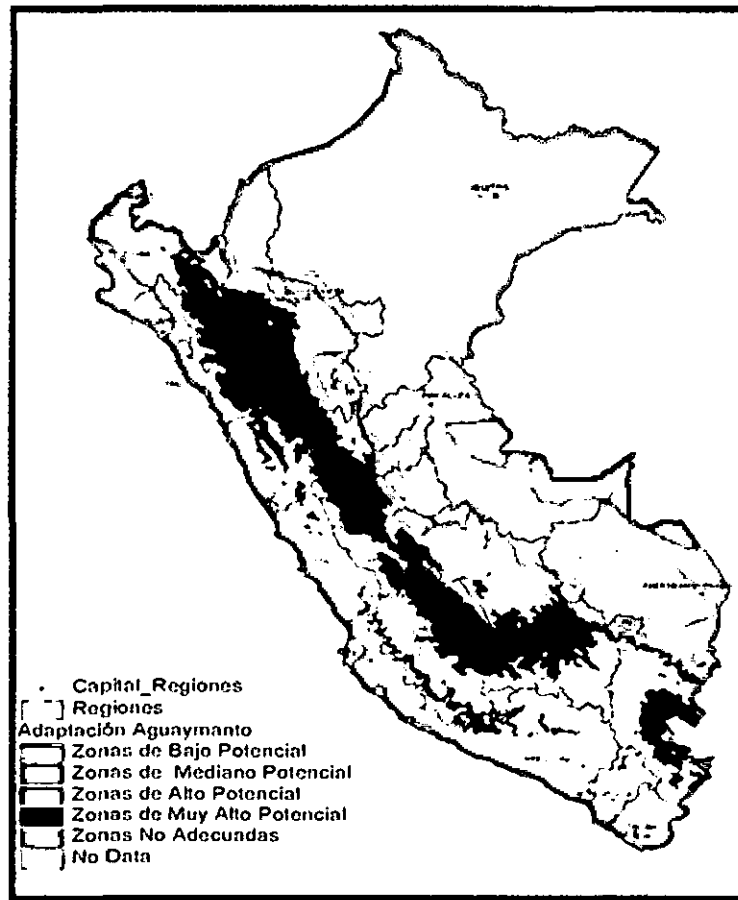 IQUITOS
Capital_Regiones
Regiones
Adaptación Aguaymanto
Zonas de Bajo Potencial
Zonas de Mediano Potencial
Zonas de Alto Potencial
Zonas de Muy Alto Potencial
Zonas No Adecuadas
No Data